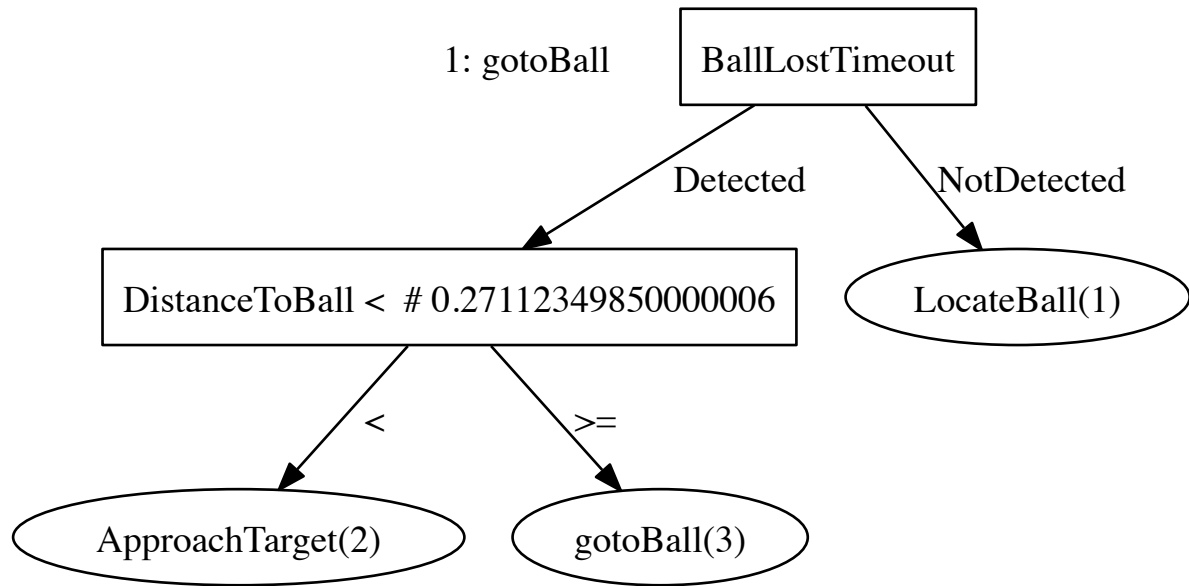 1: gotoBall
BallLostTimeout
Detected
NotDetected
DistanceToBall < # 0.27112349850000006
LocateBall(1)
<
>=
ApproachTarget(2)
gotoBall(3)